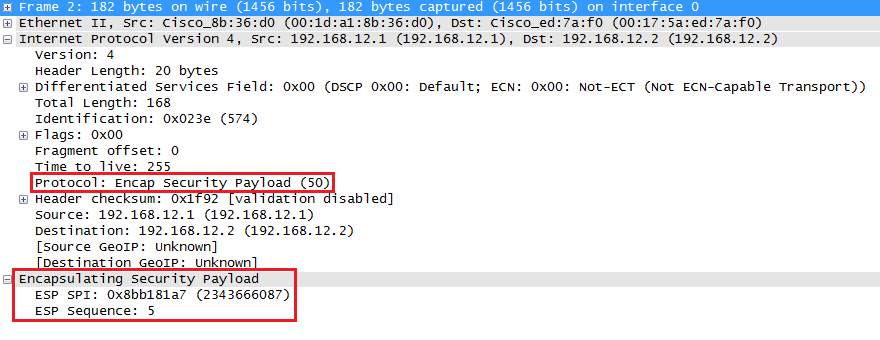 Frame 2: 182 bytes on wire (1456 bits), 182 bytes captured (1456 bits) on interface 0
Ethernet II, Src: Cisco_8b:36:d0 (00:1d:a1:8b:36:d0), Dst: Cisco_ed:7a:f0 (00:17:5a:ed:7a:f0)
Internet Protocol Version 4, Src: 192.168.12.1 (192.168.12.1), Dst: 192.168.12.2 (192.168.12.2)
Version: 4
Header Length: 20 bytes
Differentiated Services Field: 0x00 (DSCP 0x00: Default; ECN: 0x00: Not-ECT (Not ECN-Capable Transport))
Total Length: 168
Identification: 0x023e (574)
Flags: 0x00
Fragment offset: 0
Time to live: 255
Protocol: Encap Security Payload (50)
Header checksum: 0x1f92 [validation disabled]
Source: 192.168.12.1 (192.168.12.1)
Destination: 192.168.12.2 (192.168.12.2)
[Source GeoIP: Unknown]
[Destination GeoIP: Unknown]
Encapsulating Security Payload
ESP SPI: 0x8bb181a7 (2343666087)
ESP Sequence: 5